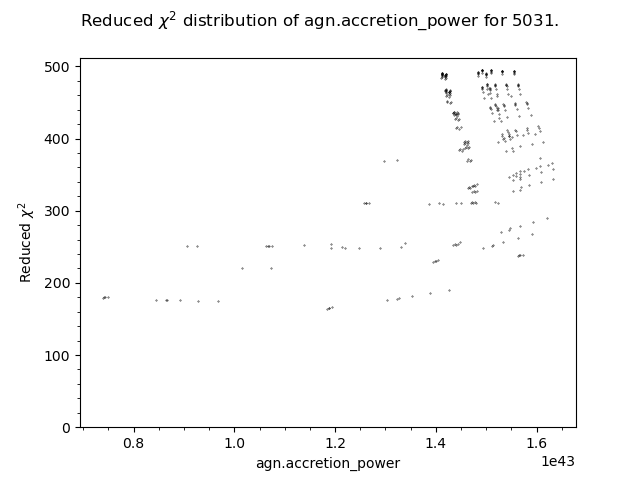 Reduced χ² distribution of agn.accretion_power for 5031.
500
400
300
200
100
0
Reduced χ²
0.8 1.0 1.2 1.4 1.6
1e43
agn.accretion_power